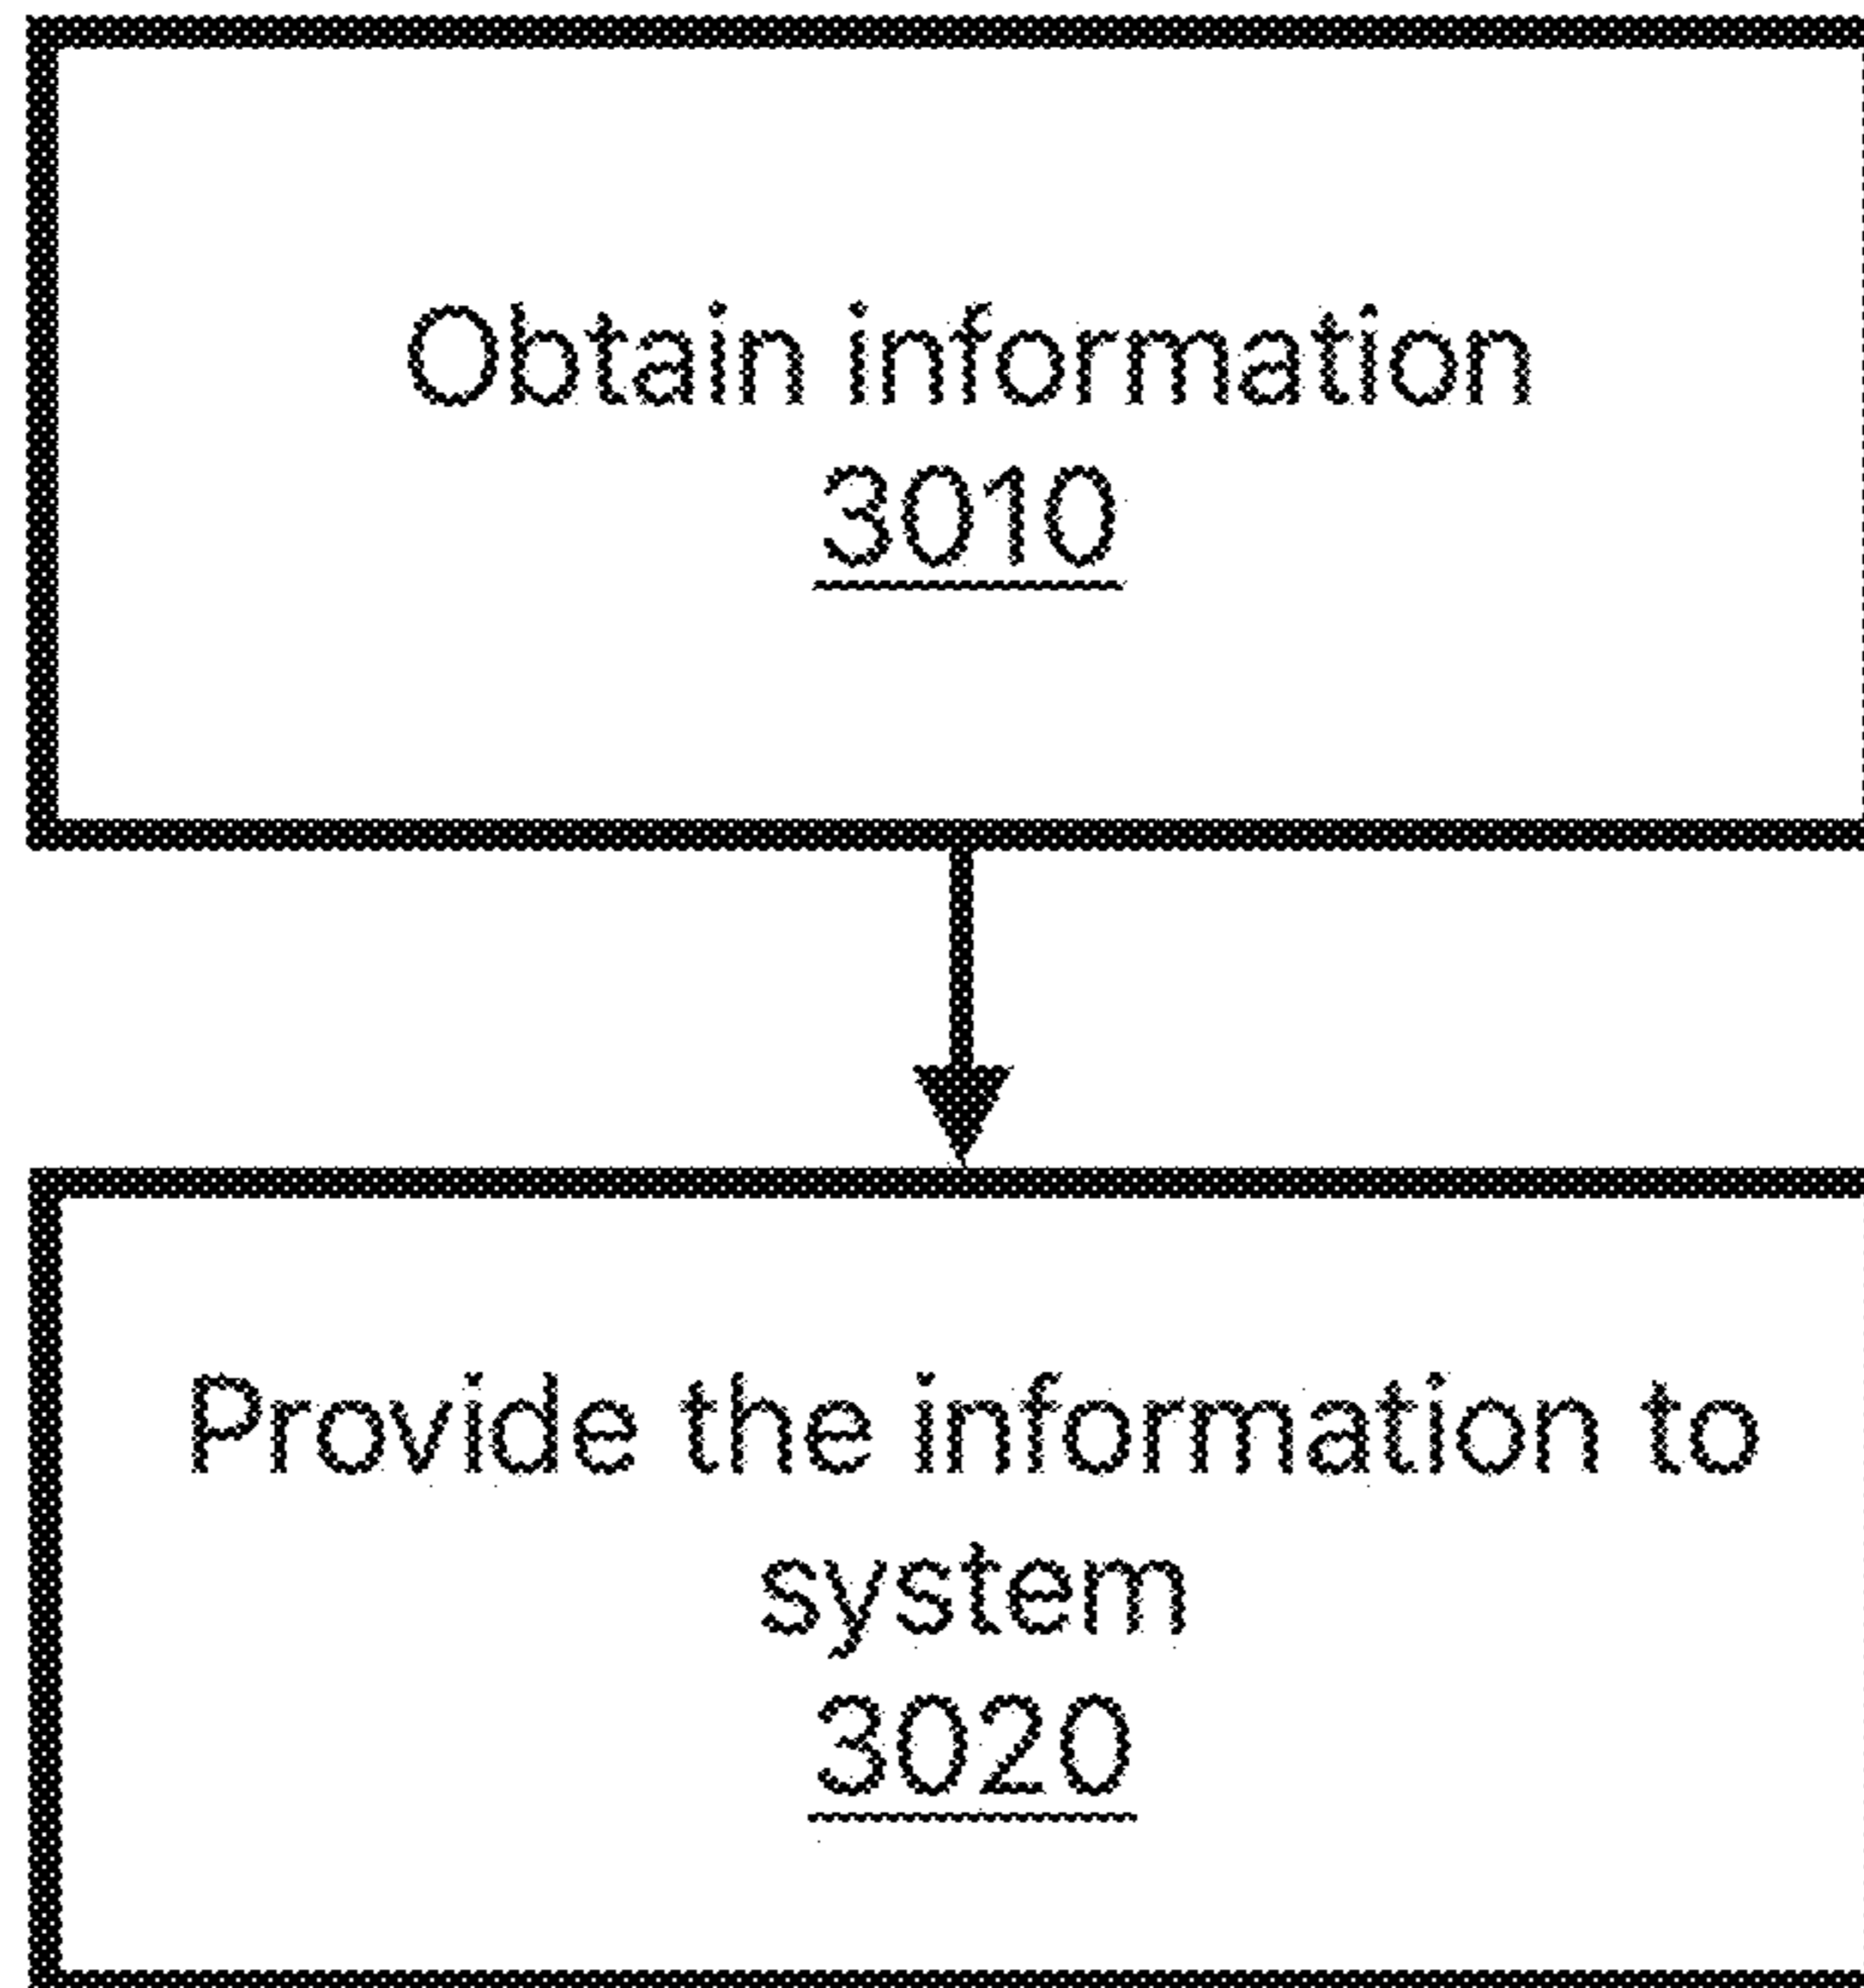 Obtain information
3010
Provide the information to
system
3020